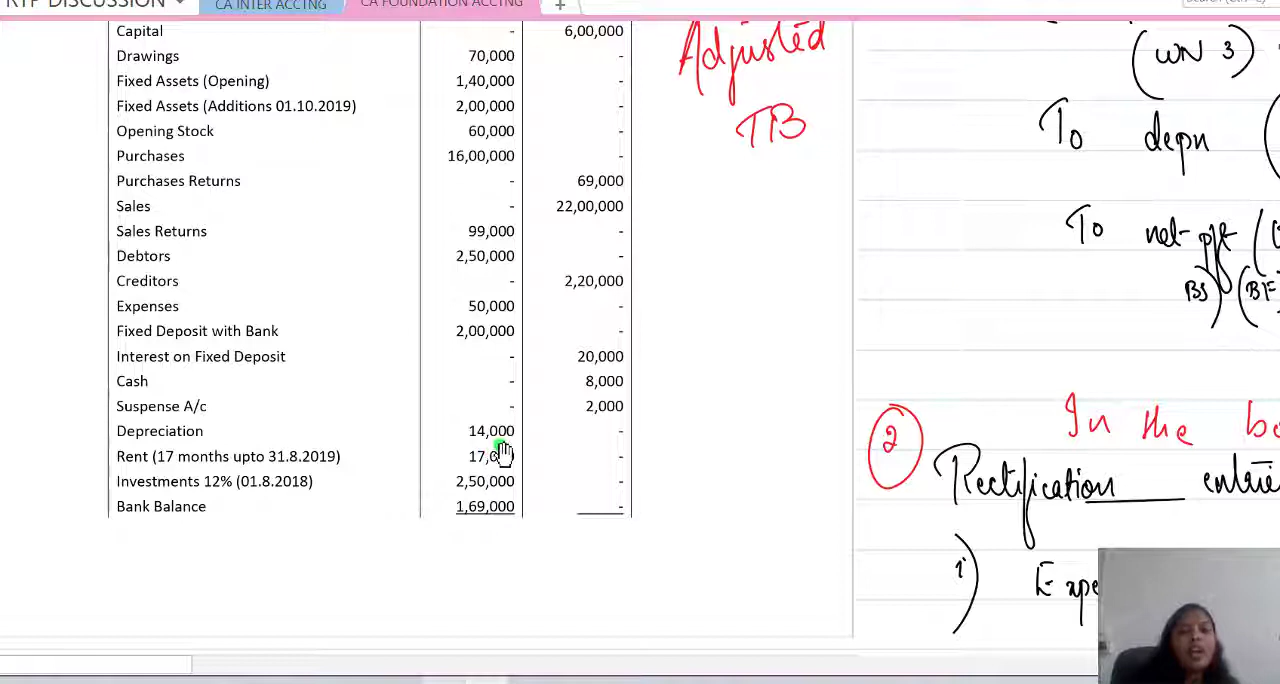 RTP DISCUSSION
CA INTER ACCTNG
CA FOUNDATION ACCTNG
+
Capital - 6,00,000
Drawings 70,000 -
Fixed Assets (Opening) 1,40,000 -
Fixed Assets (Additions 01.10.2019) 2,00,000 -
Opening Stock 60,000 -
Purchases 16,00,000 -
Purchases Returns - 69,000
Sales - 22,00,000
Sales Returns 99,000 -
Debtors 2,50,000 -
Creditors - 2,20,000
Expenses 50,000 -
Fixed Deposit with Bank 2,00,000 -
Interest on Fixed Deposit - 20,000
Cash - 8,000
Suspense A/c - 2,000
Depreciation 14,000 -
Rent (17 months upto 31.8.2019) -
Investments 12% (01.8.2018) 2,50,000 -
Bank Balance 1,69,000 -
Adjusted
TB
(WN 3)
To depn (
To net pft (
BS) (BF
2
In the
Rectification
i)